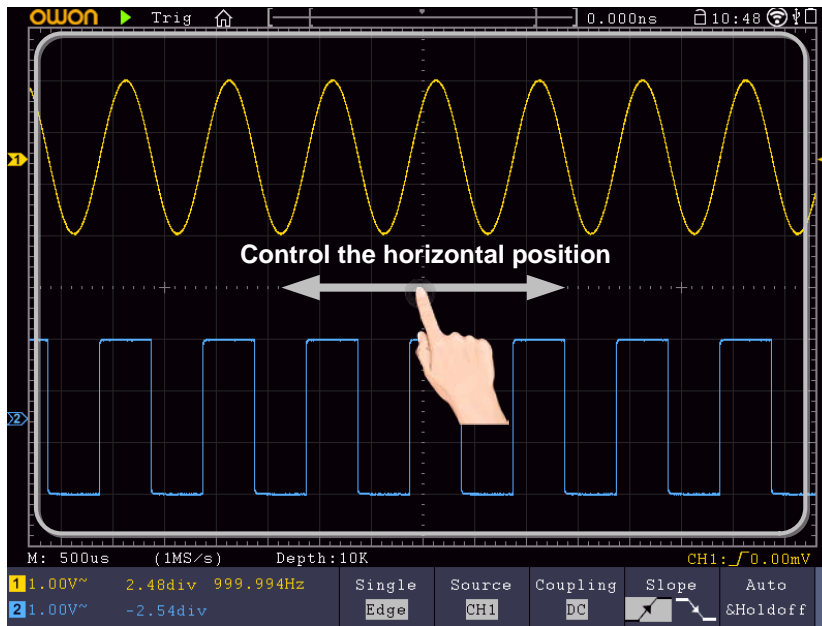 OWON Trig 0.000ns 10:48
1
Control the horizontal position
2
M: 500us (1MS/s) Depth:10K CH1: 0.00mV
1 1.00V~ 2.48div 999.994Hz Single Source Coupling Slope Auto
2 1.00V~ -2.54div Edge CH1 DC &Holdoff